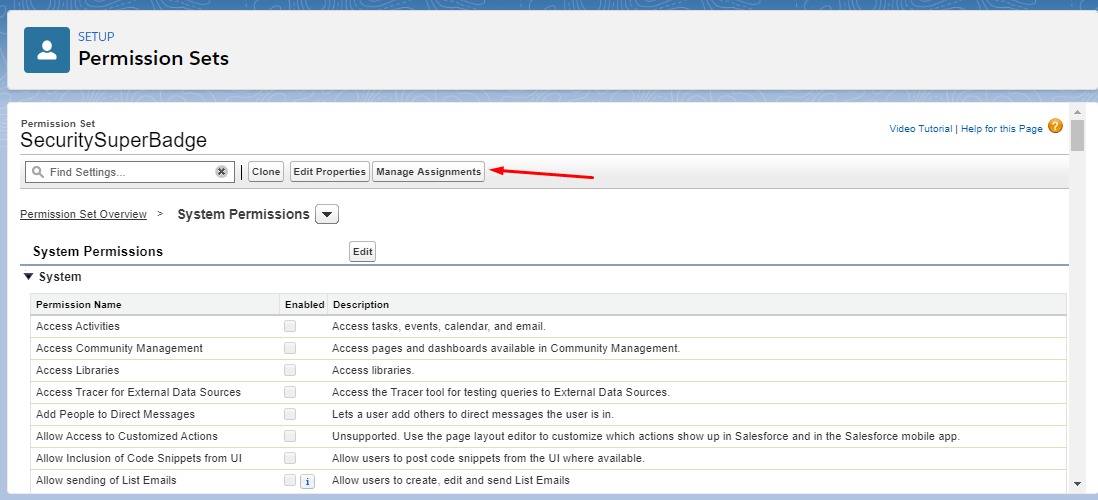 SETUP
Permission Sets
Permission Set
SecuritySuperBadge
Video Tutorial | Help for this Page ?
Find Settings... Clone Edit Properties Manage Assignments
Permission Set Overview > System Permissions
System Permissions Edit
System
Permission Name Enabled Description
Access Activities Access tasks, events, calendar, and email.
Access Community Management Access pages and dashboards available in Community Management.
Access Libraries Access libraries.
Access Tracer for External Data Sources Access the Tracer tool for testing queries to External Data Sources.
Add People to Direct Messages Lets a user add others to direct messages the user is in.
Allow Access to Customized Actions Unsupported. Use the page layout editor to customize which actions show up in Salesforce and in the Salesforce mobile app.
Allow Inclusion of Code Snippets from UI Allow users to post code snippets from the UI where available.
Allow sending of List Emails i Allow users to create, edit and send List Emails